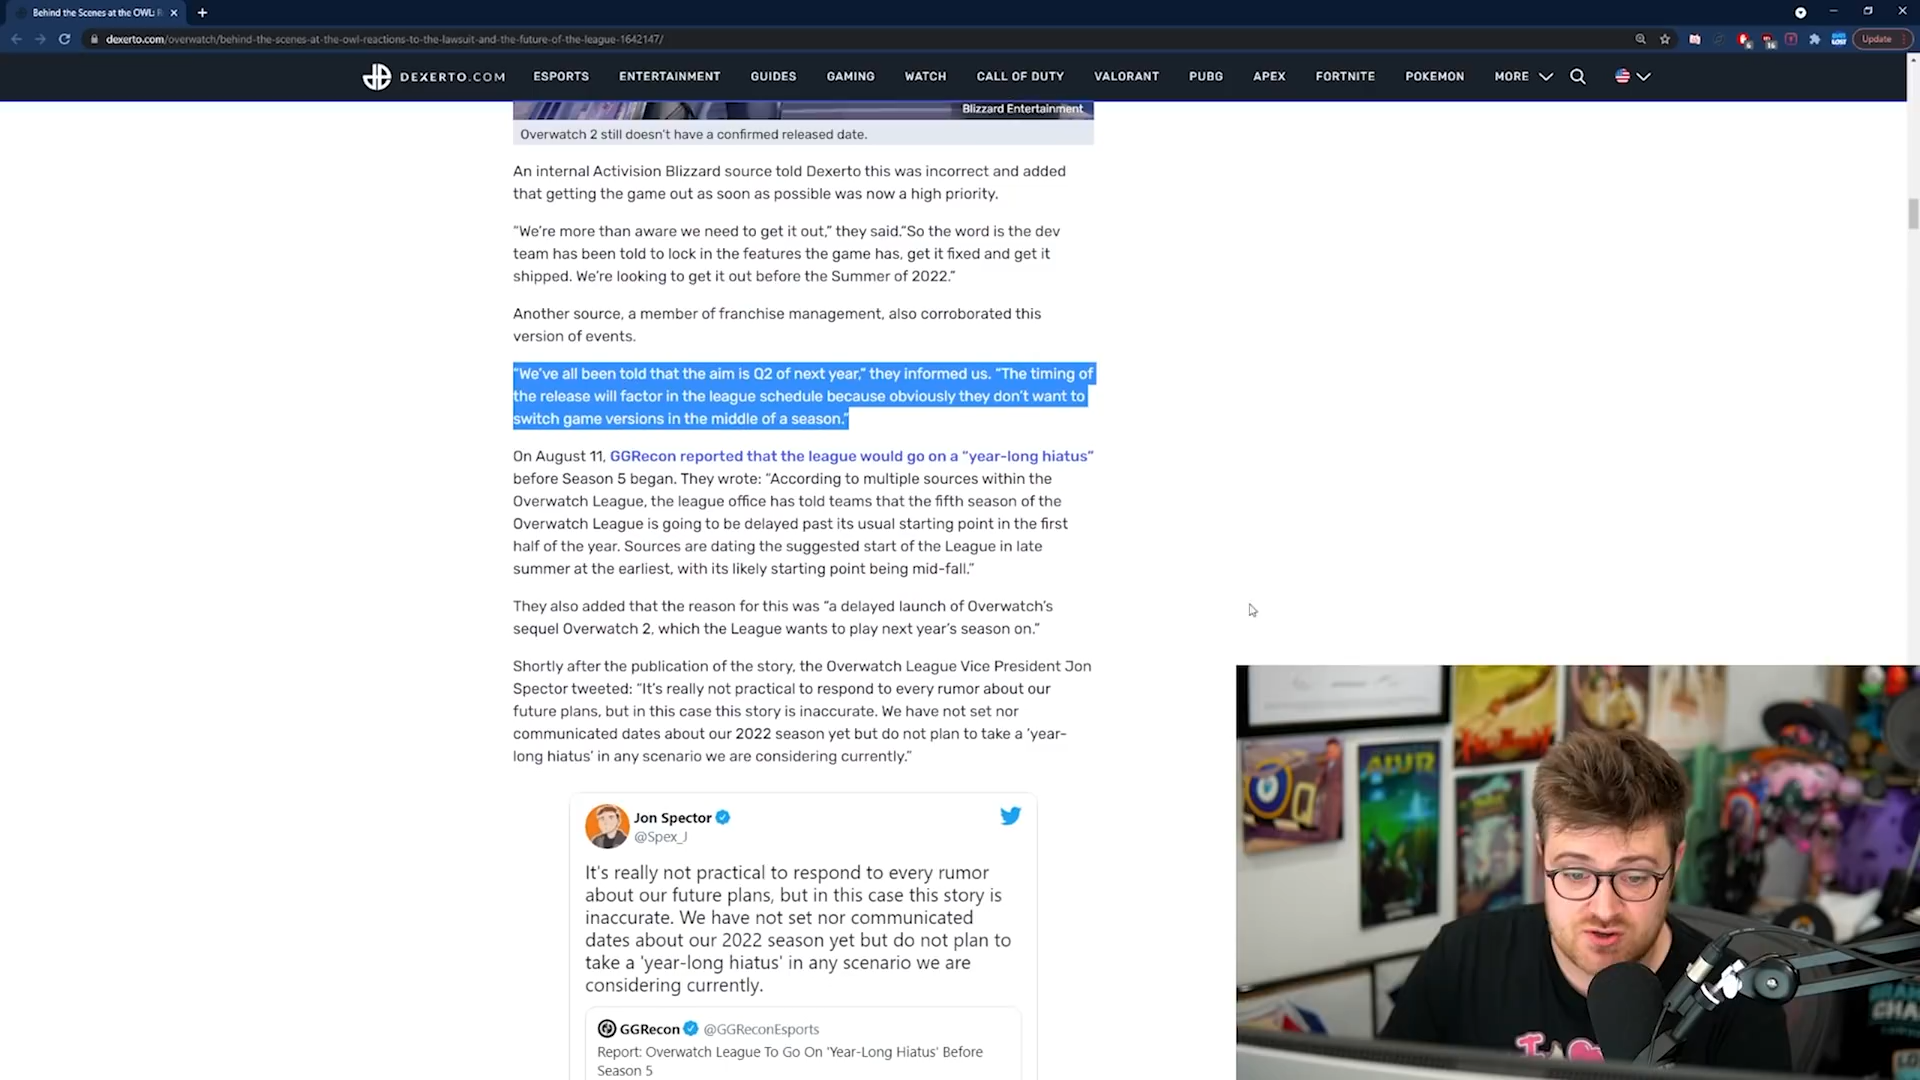 Behind the Scenes at the OWL: R
dexerto.com/overwatch/behind-the-scenes-at-the-owl-reactions-to-the-lawsuit-and-the-future-of-the-league-1642147/
Update
DEXERTO.COM
ESPORTS
ENTERTAINMENT
GUIDES
GAMING
WATCH
CALL OF DUTY
VALORANT
PUBG
APEX
FORTNITE
POKEMON
MORE
Blizzard Entertainment
Overwatch 2 still doesn't have a confirmed released date.
An internal Activision Blizzard source told Dexerto this was incorrect and added
that getting the game out as soon as possible was now a high priority.
“We're more than aware we need to get it out,” they said.“So the word is the dev
team has been told to lock in the features the game has, get it fixed and get it
shipped. We're looking to get it out before the Summer of 2022.”
Another source, a member of franchise management, also corroborated this
version of events.
“We've all been told that the aim is Q2 of next year,” they informed us. “The timing of
the release will factor in the league schedule because obviously they don't want to
switch game versions in the middle of a season.”
On August 11, GGRecon reported that the league would go on a “year-long hiatus”
before Season 5 began. They wrote: “According to multiple sources within the
Overwatch League, the league office has told teams that the fifth season of the
Overwatch League is going to be delayed past its usual starting point in the first
half of the year. Sources are dating the suggested start of the League in late
summer at the earliest, with its likely starting point being mid-fall.”
They also added that the reason for this was “a delayed launch of Overwatch's
sequel Overwatch 2, which the League wants to play next year's season on.”
Shortly after the publication of the story, the Overwatch League Vice President Jon
Spector tweeted: “It's really not practical to respond to every rumor about our
future plans, but in this case this story is inaccurate. We have not set nor
communicated dates about our 2022 season yet but do not plan to take a 'year-
long hiatus' in any scenario we are considering currently.”
Jon Spector
@Spex_J
It's really not practical to respond to every rumor
about our future plans, but in this case this story is
inaccurate. We have not set nor communicated
dates about our 2022 season yet but do not plan to
take a 'year-long hiatus' in any scenario we are
considering currently.
GGRecon @GGReconEsports
Report: Overwatch League To Go On 'Year-Long Hiatus' Before
Season 5